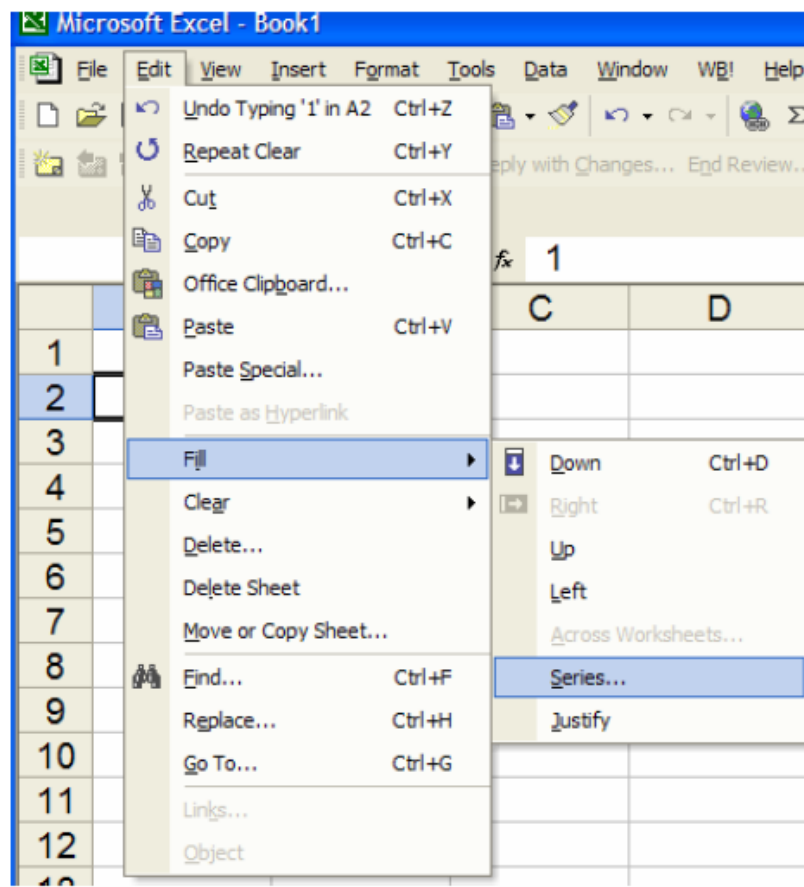 Microsoft Excel - Book1
File Edit View Insert Format Tools Data Window WB! Help
Undo Typing '1' in A2 Ctrl+Z
Repeat Clear Ctrl+Y
eply with Changes... End Review..
Cut Ctrl+X
Copy Ctrl+C
fx 1
Office Clipboard...
C D
Paste Ctrl+V
1
Paste Special...
2
Paste as Hyperlink
3
Fill
Down Ctrl+D
4
Clear
Right Ctrl+R
5
Delete...
Up
6
Delete Sheet
Left
7
Move or Copy Sheet...
Across Worksheets...
8
Find... Ctrl+F
Series...
9
Replace... Ctrl+H
Justify
10
Go To... Ctrl+G
11
Links...
12
Object